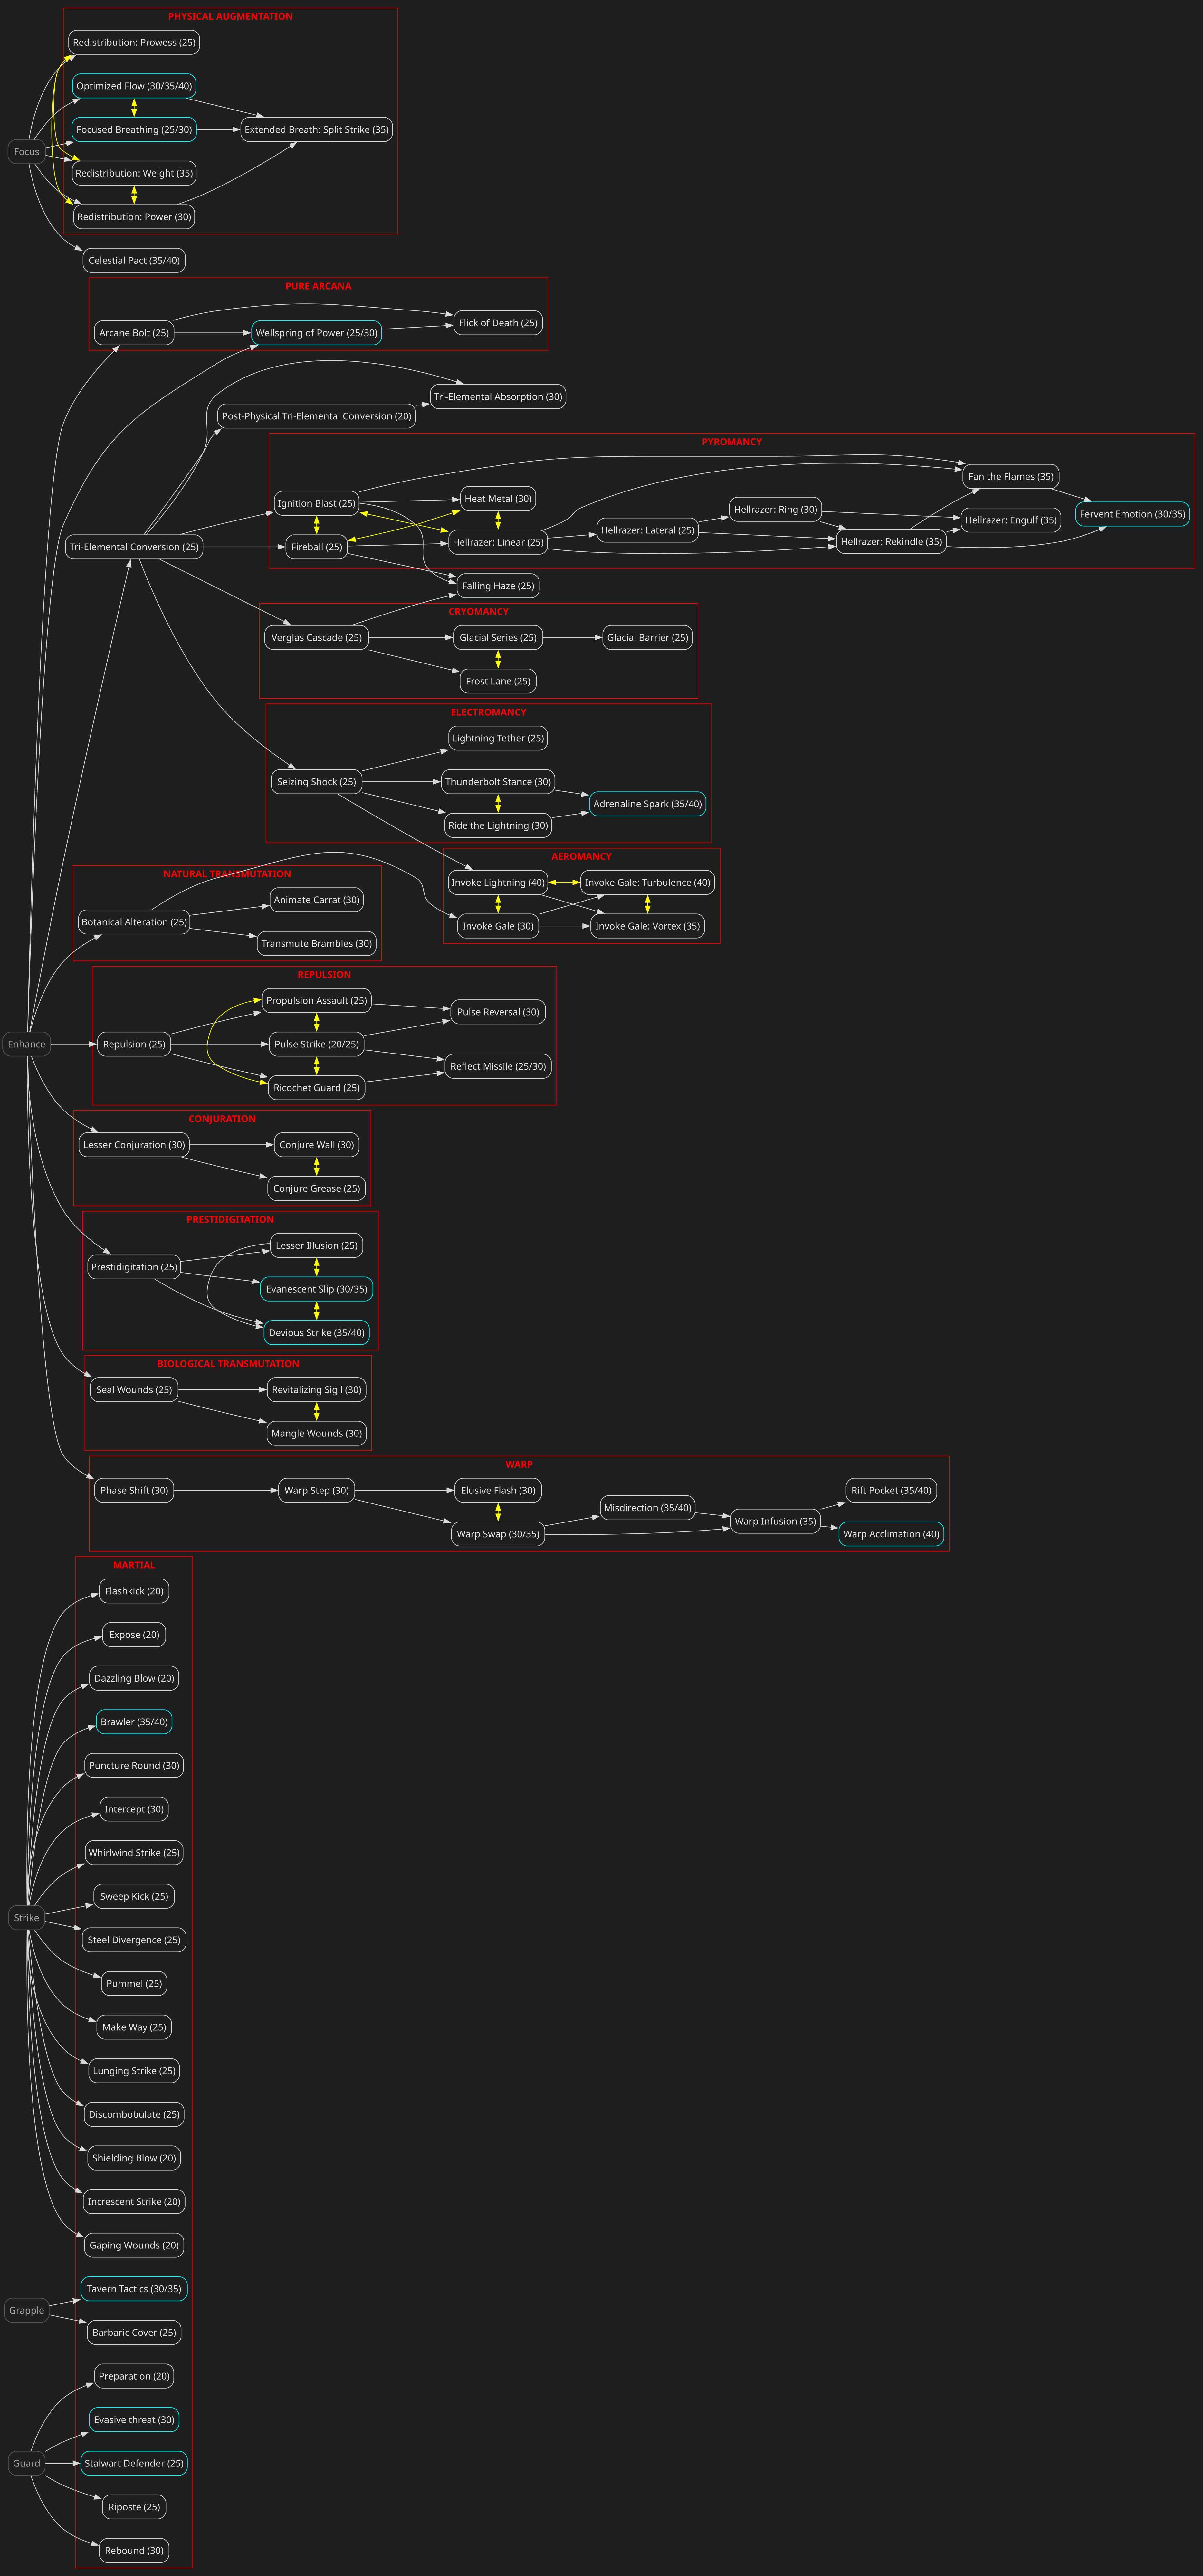 PHYSICAL AUGMENTATION
Redistribution: Prowess (25)
Optimized Flow (30/35/40)
Focused Breathing (25/30)
Extended Breath: Split Strike (35)
Focus
Redistribution: Weight (35)
Redistribution: Power (30)
Celestial Pact (35/40)
PURE ARCANA
Arcane Bolt (25)
Wellspring of Power (25/30)
Flick of Death (25)
Tri-Elemental Absorption (30)
Post-Physical Tri-Elemental Conversion (20)
PYROMANCY
Fan the Flames (35)
Ignition Blast (25)
Heat Metal (30)
Hellrazer: Ring (30)
Hellrazer: Engulf (35)
Fervent Emotion (30/35)
Hellrazer: Lateral (25)
Tri-Elemental Conversion (25)
Fireball (25)
Hellrazer: Linear (25)
Hellrazer: Rekindle (35)
Falling Haze (25)
CRYOMANCY
Verglas Cascade (25)
Glacial Series (25)
Glacial Barrier (25)
Frost Lane (25)
ELECTROMANCY
Lightning Tether (25)
Seizing Shock (25)
Thunderbolt Stance (30)
Adrenaline Spark (35/40)
Ride the Lightning (30)
AEROMANCY
Invoke Lightning (40)
Invoke Gale: Turbulence (40)
Invoke Gale (30)
Invoke Gale: Vortex (35)
NATURAL TRANSMUTATION
Animate Carrat (30)
Botanical Alteration (25)
Transmute Brambles (30)
REPULSION
Propulsion Assault (25)
Pulse Reversal (30)
Enhance
Repulsion (25)
Pulse Strike (20/25)
Reflect Missile (25/30)
Ricochet Guard (25)
CONJURATION
Lesser Conjuration (30)
Conjure Wall (30)
Conjure Grease (25)
PRESTIDIGITATION
Lesser Illusion (25)
Prestidigitation (25)
Evanescent Slip (30/35)
Devious Strike (35/40)
BIOLOGICAL TRANSMUTATION
Seal Wounds (25)
Revitalizing Sigil (30)
Mangle Wounds (30)
WARP
Phase Shift (30)
Warp Step (30)
Elusive Flash (30)
Rift Pocket (35/40)
Misdirection (35/40)
Warp Swap (30/35)
Warp Infusion (35)
Warp Acclimation (40)
MARTIAL
Flashkick (20)
Expose (20)
Dazzling Blow (20)
Brawler (35/40)
Puncture Round (30)
Intercept (30)
Whirlwind Strike (25)
Sweep Kick (25)
Strike
Steel Divergence (25)
Pummel (25)
Make Way (25)
Lunging Strike (25)
Discombobulate (25)
Shielding Blow (20)
Increscent Strike (20)
Gaping Wounds (20)
Tavern Tactics (30/35)
Grapple
Barbaric Cover (25)
Preparation (20)
Evasive threat (30)
Guard
Stalwart Defender (25)
Riposte (25)
Rebound (30)